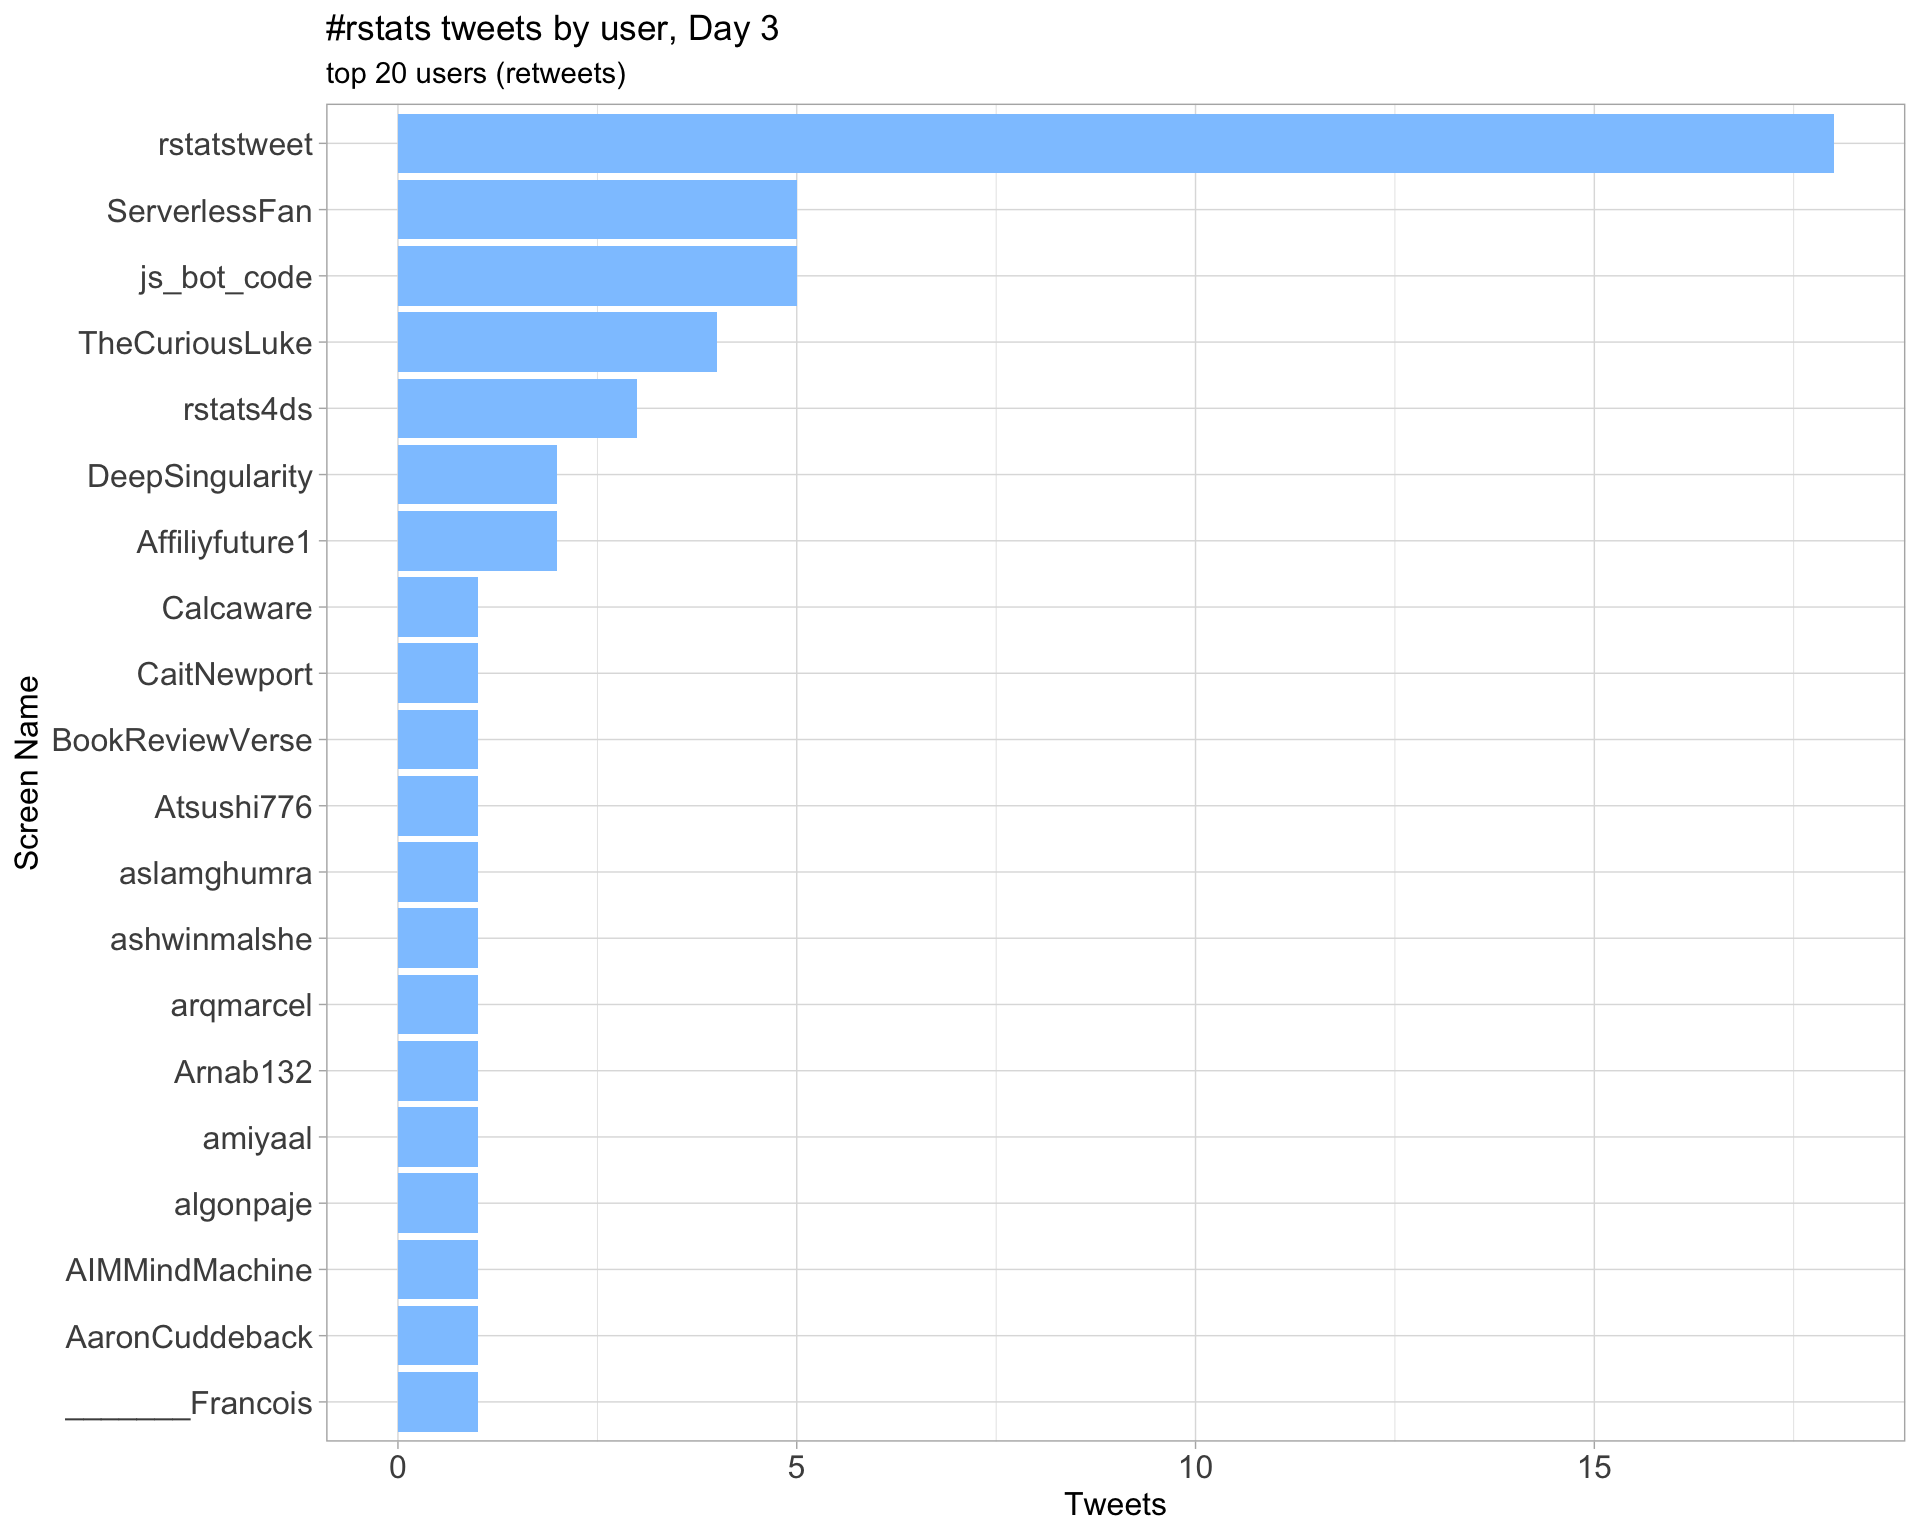 #rstats tweets by user, Day 3
top 20 users (retweets)
rstatstweet
ServerlessFan
js_bot_code
TheCuriousLuke
rstats4ds
DeepSingularity
Affiliyfuture1
Calcaware
CaitNewport
BookReviewVerse
Atsushi776
aslamghumra
ashwinmalshe
arqmarcel
Arnab132
amiyaal
algonpaje
AIMMindMachine
AaronCuddeback
_______Francois
Screen Name
0 5 10 15
Tweets